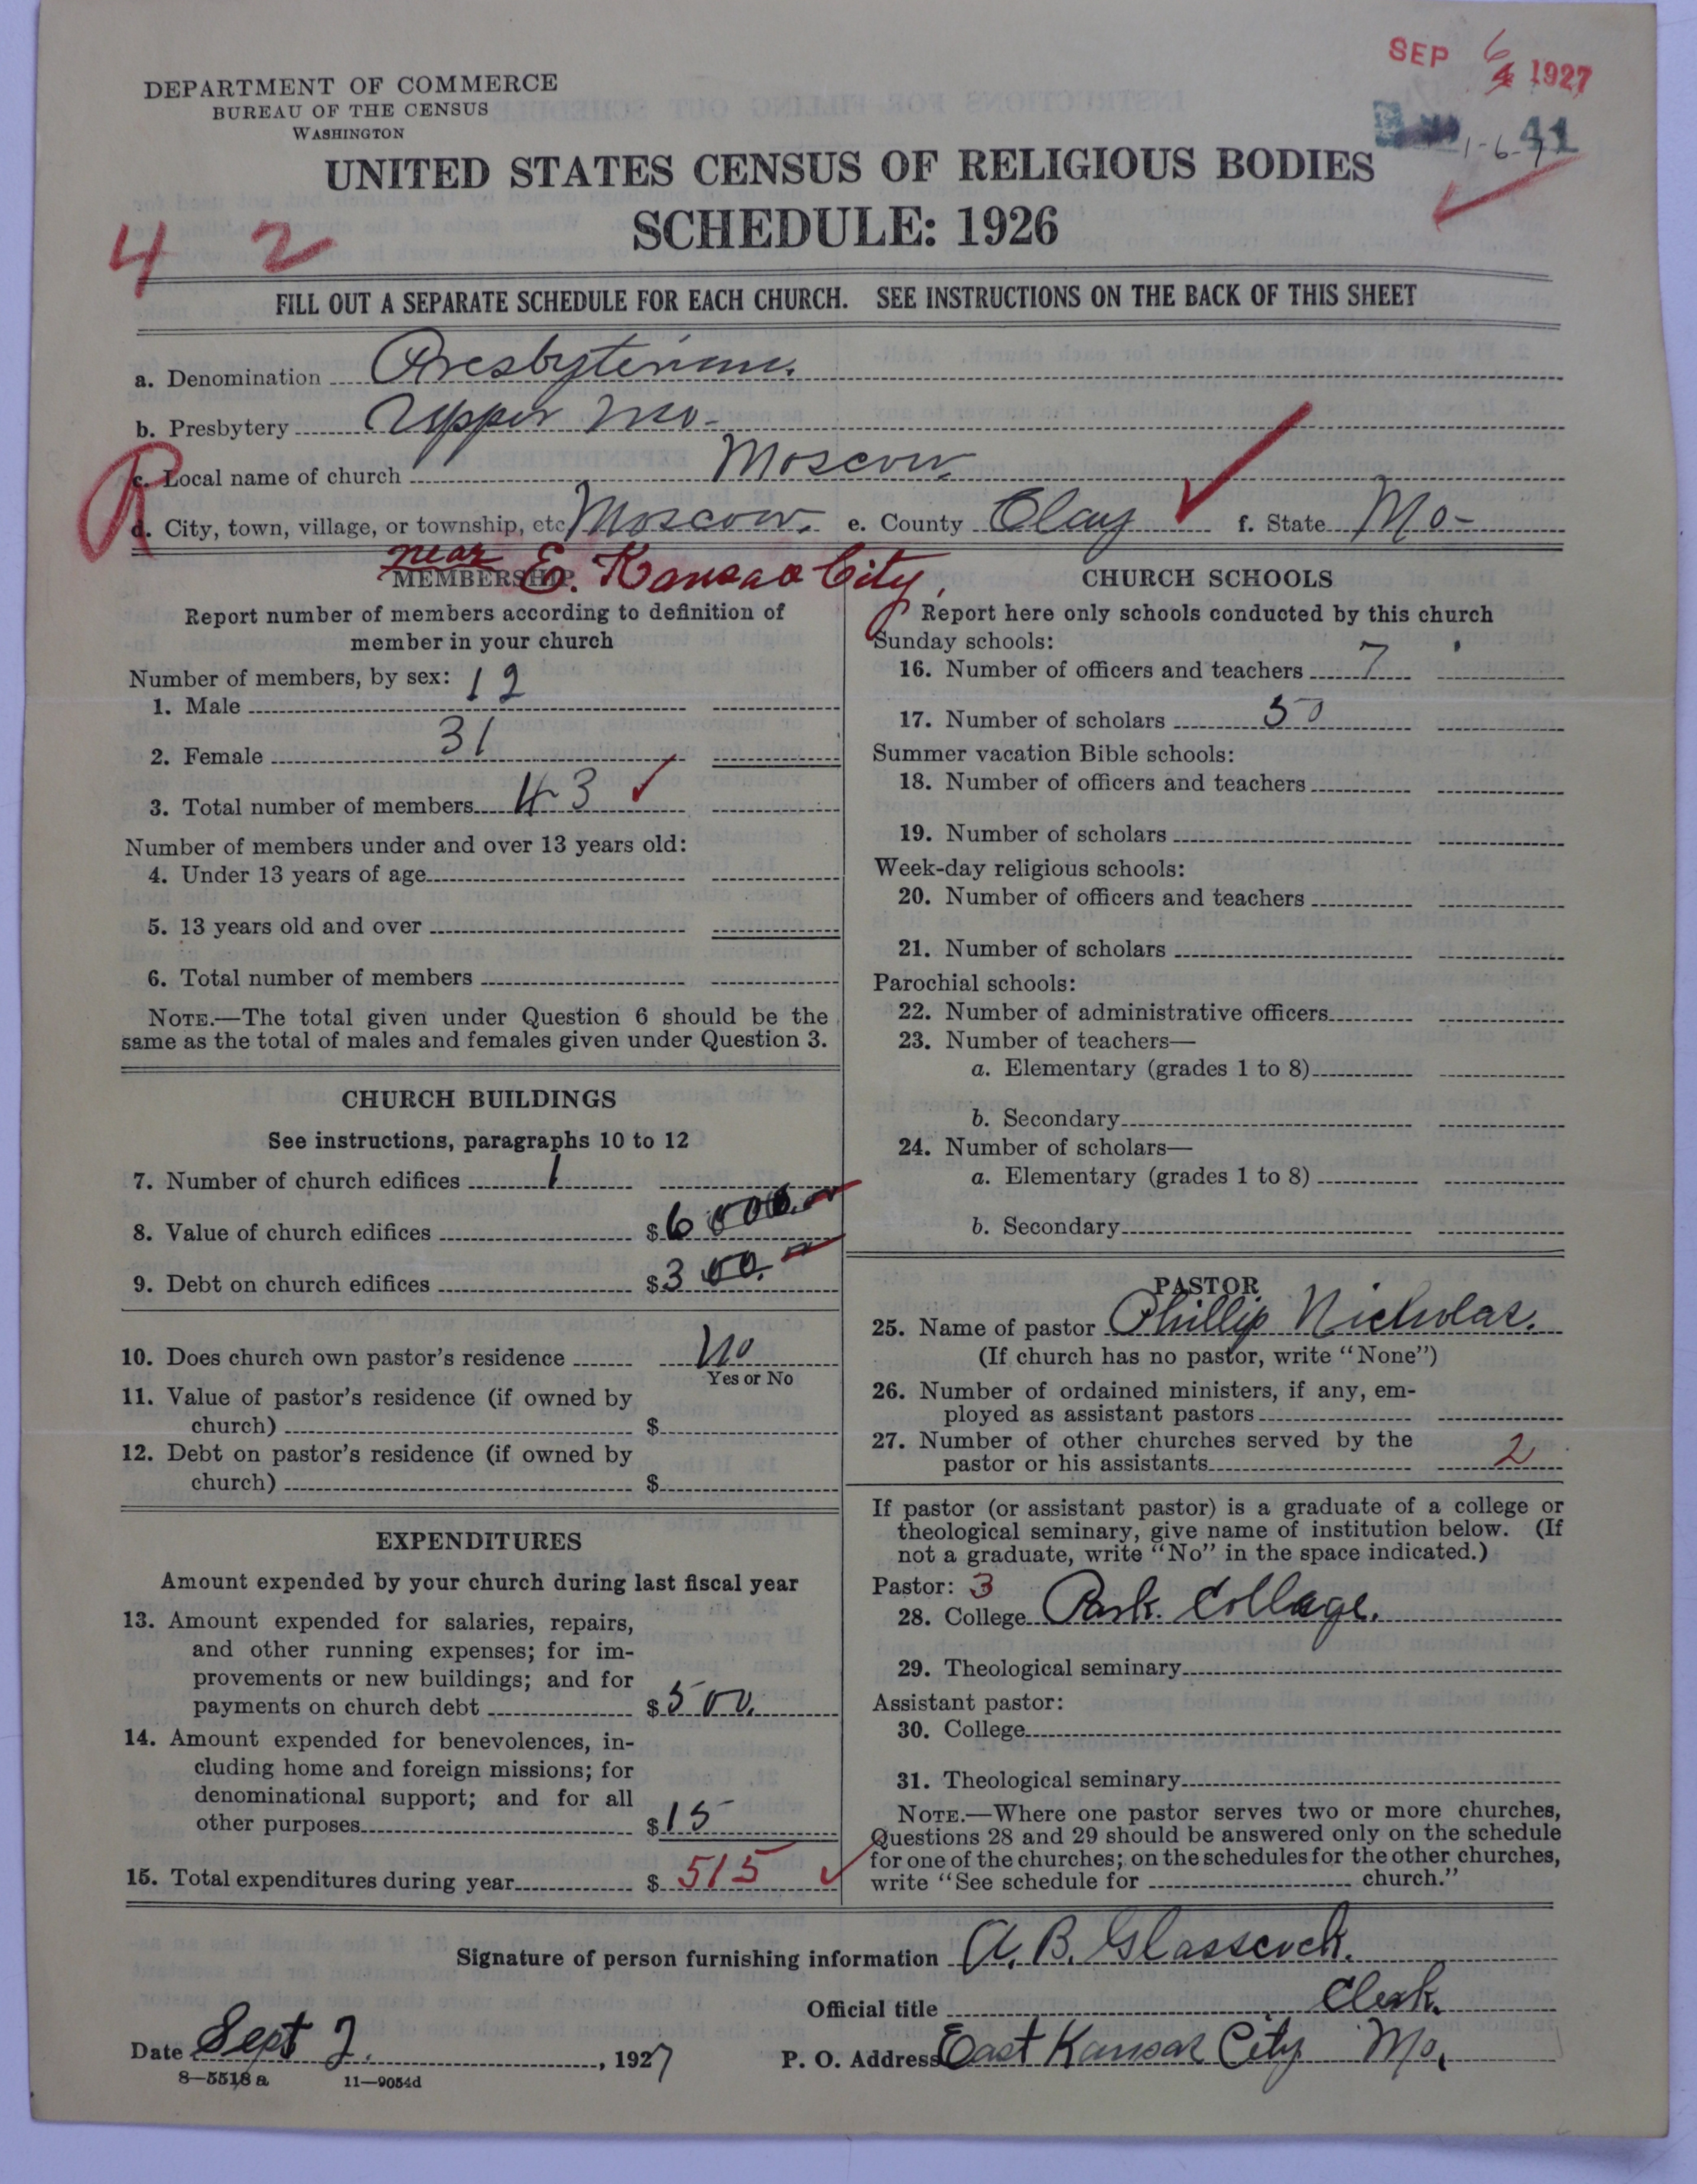 SEP 6 1927
41
DEPARTMENT OF COMMERCE
BUREAU OF THE CENSUS
WASHINGTON
UNITED STATES CENSUS OF RELIGIOUS BODIES
SCHEDULE: 1926
4 2
FILL OUT A SEPARATE SCHEDULE FOR EACH CHURCH. SEE INSTRUCTIONS ON THE BACK OF THIS SHEET
a. Denomination Presbyterian.
b. Presbytery Upper Mo-
R
c. Local name of church Moscow
d. City, town, village, or township, etc Moscow. e. County Clay f. State Mo-
near E. Kansas City,
MEMBERSHIP
Report number of members according to definition of
member in your church
Number of members, by sex:
1. Male 12
2. Female 31
3. Total number of members 43
Number of members under and over 13 years old:
4. Under 13 years of age
5. 13 years old and over
6. Total number of members
NOTE.—The total given under Question 6 should be the
same as the total of males and females given under Question 3.
CHURCH BUILDINGS
See instructions, paragraphs 10 to 12
7. Number of church edifices 1
8. Value of church edifices $6000.
9. Debt on church edifices $300.
10. Does church own pastor's residence No
Yes or No
11. Value of pastor's residence (if owned by
church) $
12. Debt on pastor's residence (if owned by
church) $
EXPENDITURES
Amount expended by your church during last fiscal year
13. Amount expended for salaries, repairs,
and other running expenses; for im-
provements or new buildings; and for
payments on church debt $500.
14. Amount expended for benevolences, in-
cluding home and foreign missions; for
denominational support; and for all
other purposes $15
15. Total expenditures during year $515
CHURCH SCHOOLS
Report here only schools conducted by this church
Sunday schools:
16. Number of officers and teachers 7
17. Number of scholars 50
Summer vacation Bible schools:
18. Number of officers and teachers
19. Number of scholars
Week-day religious schools:
20. Number of officers and teachers
21. Number of scholars
Parochial schools:
22. Number of administrative officers
23. Number of teachers—
a. Elementary (grades 1 to 8)
b. Secondary
24. Number of scholars—
a. Elementary (grades 1 to 8)
b. Secondary
PASTOR
25. Name of pastor Phillip Nicholas.
(If church has no pastor, write "None")
26. Number of ordained ministers, if any, em-
ployed as assistant pastors
27. Number of other churches served by the
pastor or his assistants 2
If pastor (or assistant pastor) is a graduate of a college or
theological seminary, give name of institution below. (If
not a graduate, write "No" in the space indicated.)
Pastor: 3
28. College Park. Collage.
29. Theological seminary
Assistant pastor:
30. College
31. Theological seminary
NOTE.—Where one pastor serves two or more churches,
Questions 28 and 29 should be answered only on the schedule
for one of the churches; on the schedules for the other churches,
write "See schedule for church."
Signature of person furnishing information A. B. Glasscock.
Official title Clerk.
Date Sept 2. , 1927 P. O. Address East Kansas City Mo.
8—5518 a 11—9054d